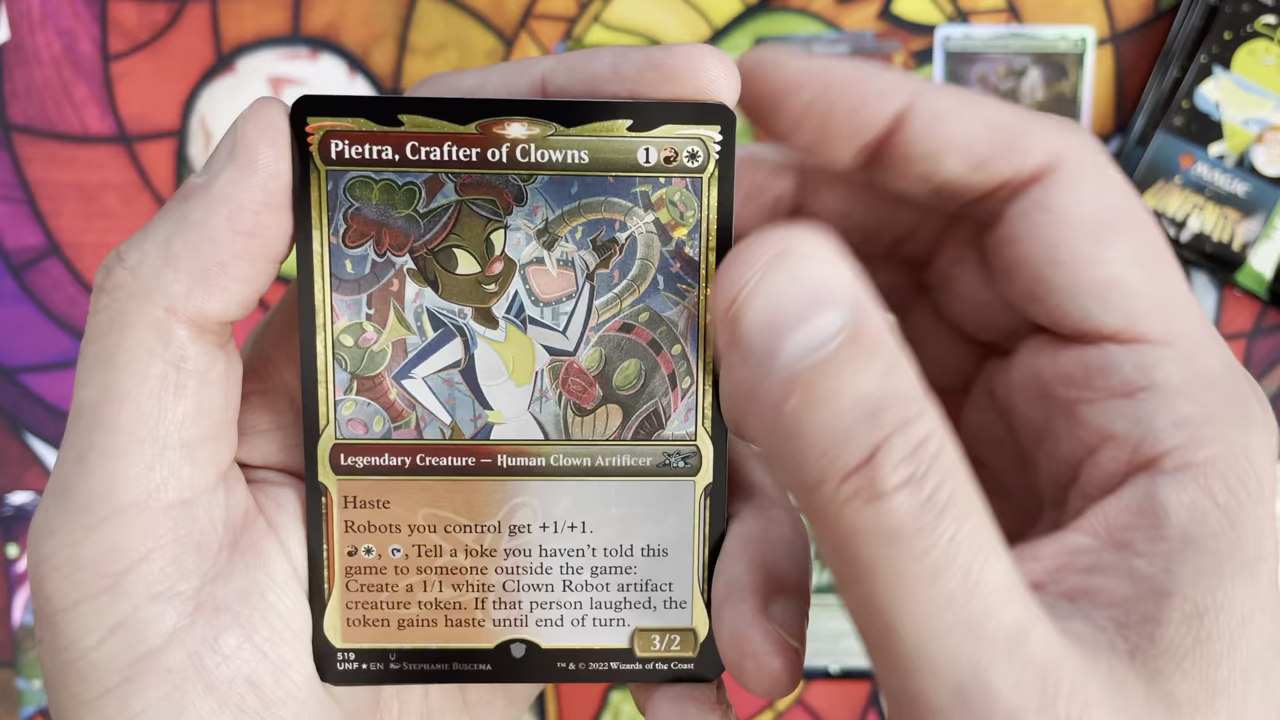 Pietra, Crafter of Clowns 1
Legendary Creature — Human Clown Artificer
Haste
Robots you control get +1/+1.
, , Tell a joke you haven't told this
game to someone outside the game:
Create a 1/1 white Clown Robot artifact
creature token. If that person laughed, the
token gains haste until end of turn.
3/2
519 U
UNF ★ EN Stephanie Buscema
™ & © 2022 Wizards of the Coast
MAGIC
UNFINITY